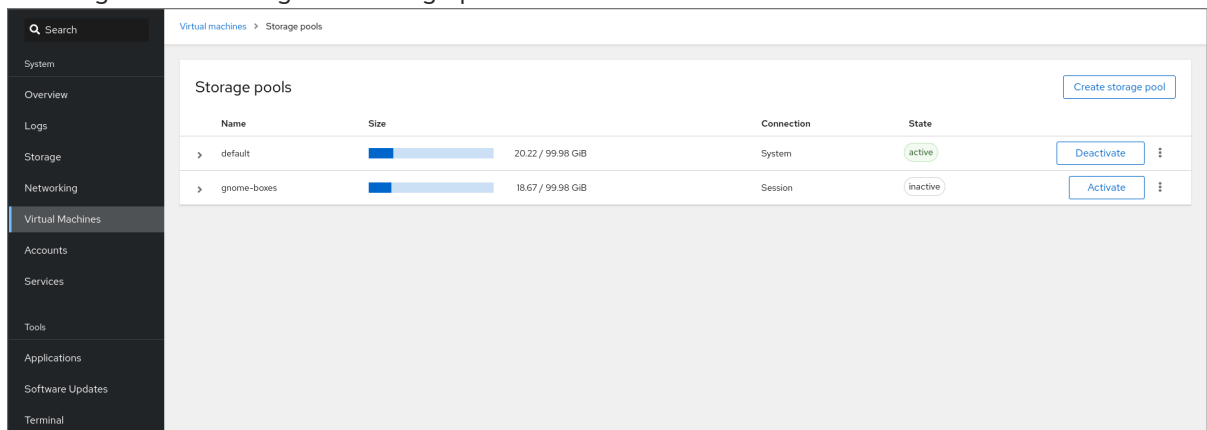 Search
System
Overview
Logs
Storage
Networking
Virtual Machines
Accounts
Services
Tools
Applications
Software Updates
Terminal
Virtual machines > Storage pools
Storage pools
Create storage pool
Name Size Connection State
default 20.22 / 99.98 GiB System active Deactivate
gnome-boxes 18.67 / 99.98 GiB Session inactive Activate